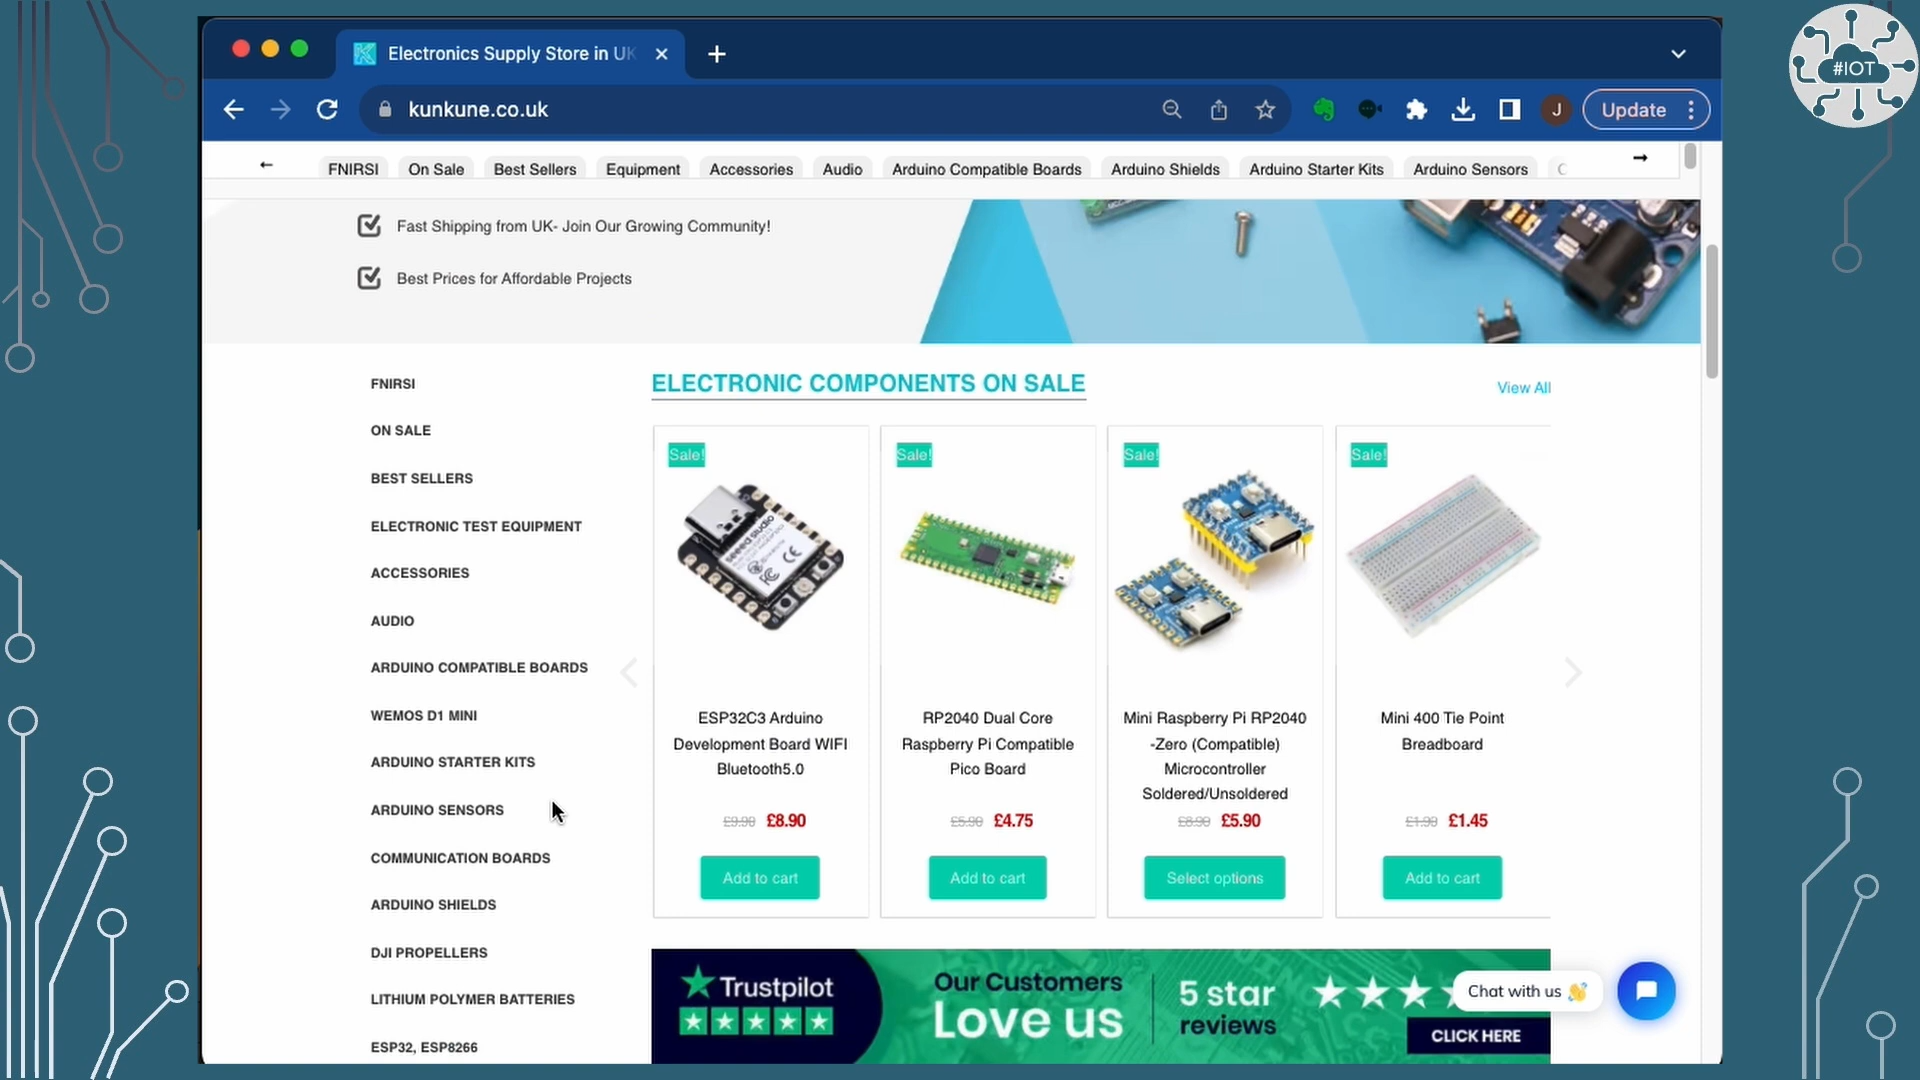 Electronics Supply Store in UK
kunkune.co.uk
J
Update
#IOT
FNIRSI
On Sale
Best Sellers
Equipment
Accessories
Audio
Arduino Compatible Boards
Arduino Shields
Arduino Starter Kits
Arduino Sensors
Fast Shipping from UK- Join Our Growing Community!
Best Prices for Affordable Projects
FNIRSI
ON SALE
BEST SELLERS
ELECTRONIC TEST EQUIPMENT
ACCESSORIES
AUDIO
ARDUINO COMPATIBLE BOARDS
WEMOS D1 MINI
ARDUINO STARTER KITS
ARDUINO SENSORS
COMMUNICATION BOARDS
ARDUINO SHIELDS
DJI PROPELLERS
LITHIUM POLYMER BATTERIES
ESP32, ESP8266
ELECTRONIC COMPONENTS ON SALE
View All
Sale!
seeed studio
FC CE
ESP32C3 Arduino
Development Board WIFI
Bluetooth5.0
£9.90 £8.90
Add to cart
Sale!
RP2040 Dual Core
Raspberry Pi Compatible
Pico Board
£5.90 £4.75
Add to cart
Sale!
Mini Raspberry Pi RP2040
-Zero (Compatible)
Microcontroller
Soldered/Unsoldered
£8.90 £5.90
Select options
Sale!
Mini 400 Tie Point
Breadboard
£1.90 £1.45
Add to cart
Trustpilot
Our Customers
Love us
5 star
reviews
CLICK HERE
Chat with us 👋